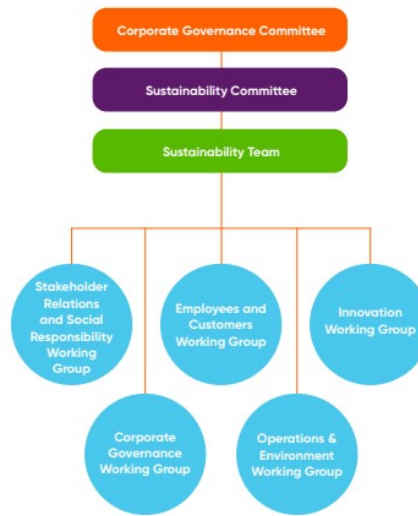 Corporate Governance Committee
Sustainability Committee
Sustainability Team
Stakeholder
Relations
and Social
Responsibility
Working
Group
Employees and
Customers
Working Group
Innovation
Working Group
Corporate
Governance
Working Group
Operations &
Environment
Working Group